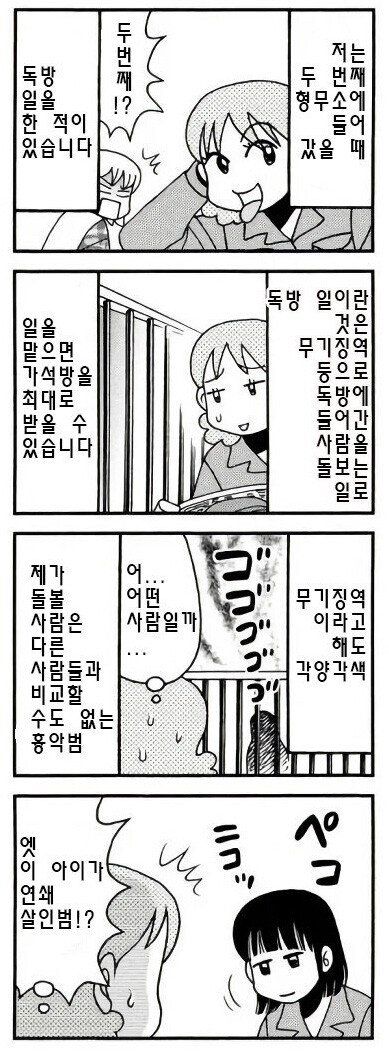 저는
두 번째
형무소에
들어
갔을 때
두
번
째
!?
독방
일을
한 적이
있습니다
독방 일이란
이것은
무기징역
등으로
독방에
들어간
사람을
돌보는
일로
일을
맡으면
가석방을
최대로
받을 수
있습니다
무기징역
이라고
해도
각양각색
ゴゴゴゴゴ
어...
어떤
사람일까
...
제가
돌볼
사람은
다른
사람들과
비교할
수도 없는
흉악범
ペコ
ニコッ
엣
이 아이가
연쇄
살인범!?